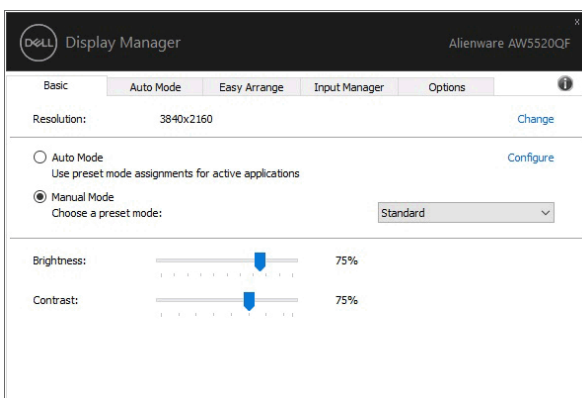 DELL Display Manager Alienware AW5520QF
x
Basic Auto Mode Easy Arrange Input Manager Options i
Resolution: 3840x2160 Change
Auto Mode Configure
Use preset mode assignments for active applications
Manual Mode
Choose a preset mode: Standard
Brightness: 75%
Contrast: 75%